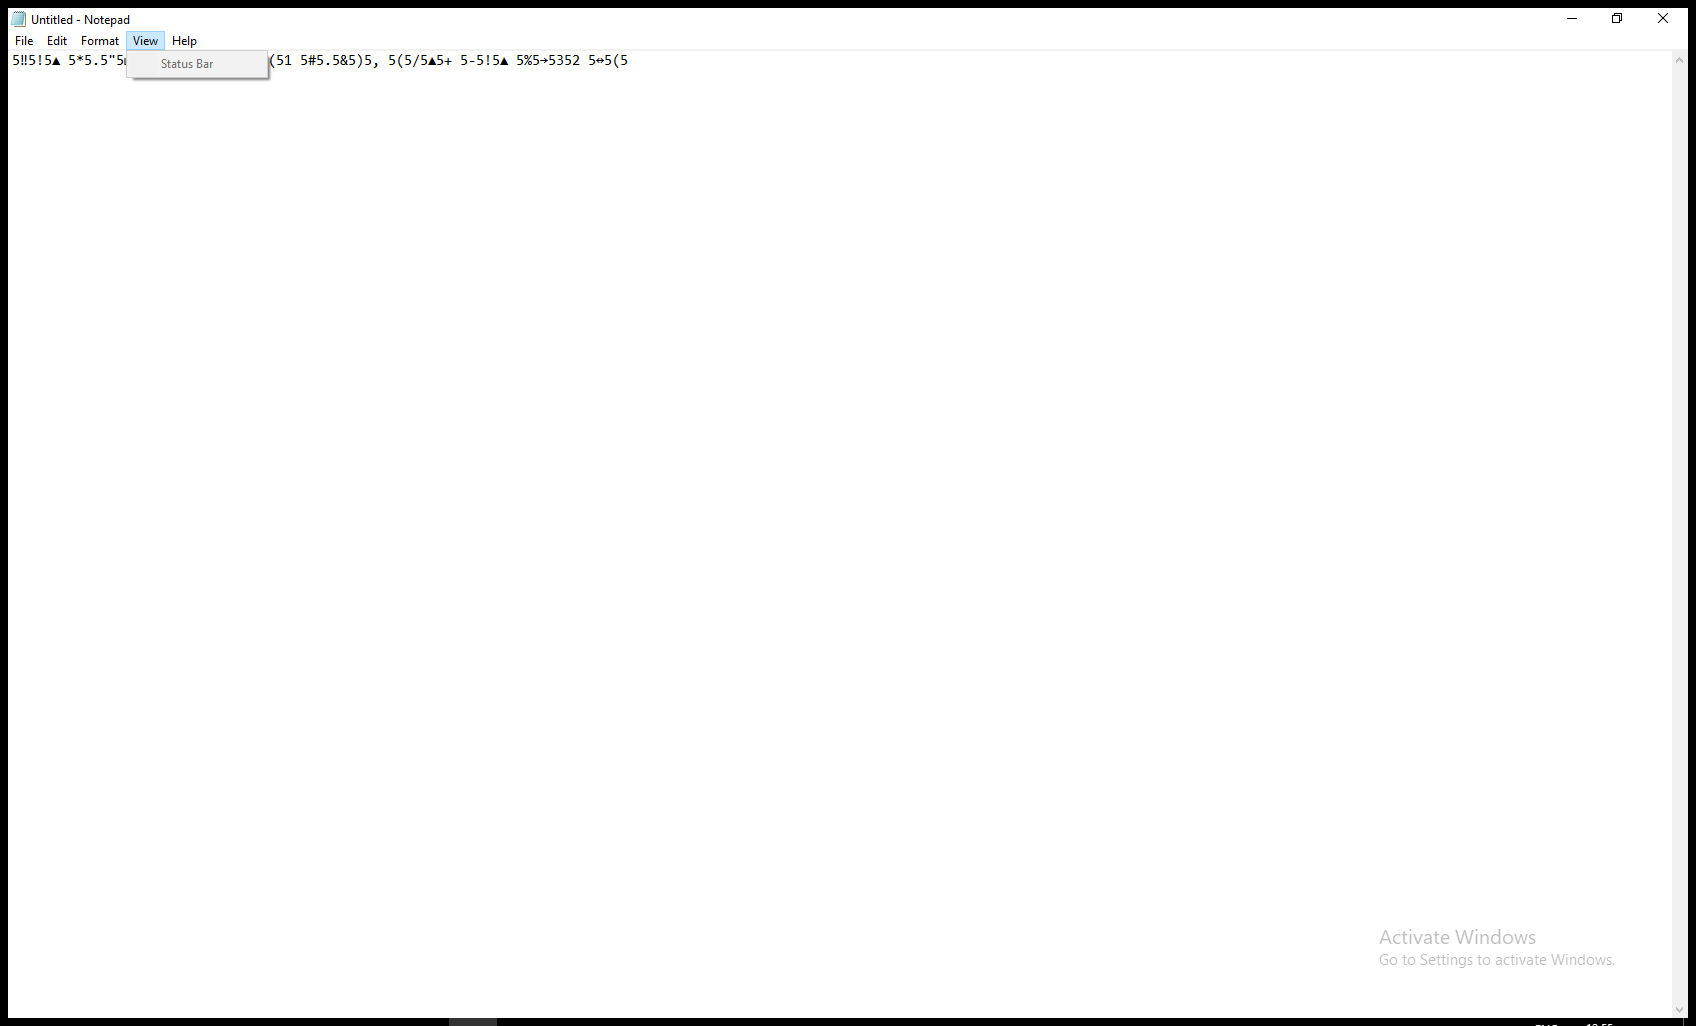 Untitled - Notepad
File Edit Format View Help
5‼5!5▲ 5*5.5"5 (51 5#5.5&5)5, 5(5/5▲5+ 5-5!5▲ 5%5→5352 5↔5(5
Status Bar
Activate Windows
Go to Settings to activate Windows.